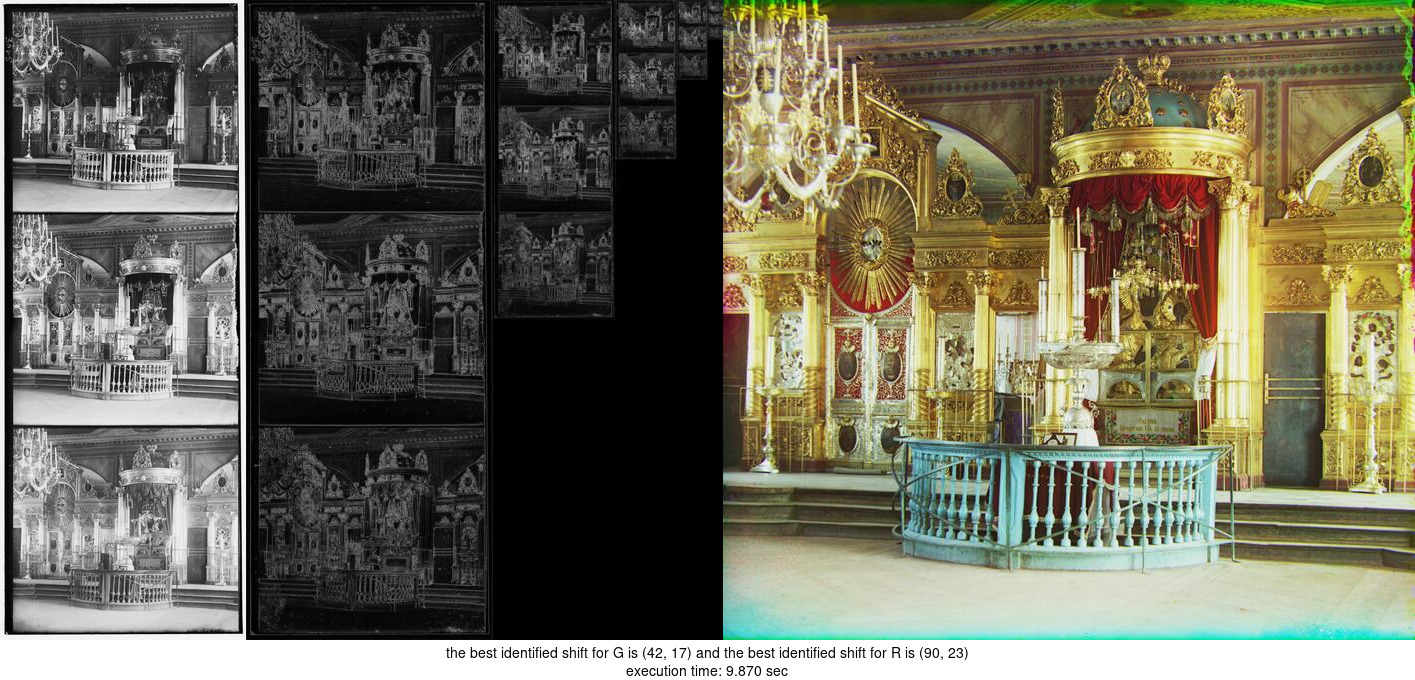 the best identified shift for G is (42, 17) and the best identified shift for R is (90, 23)
execution time: 9.870 sec